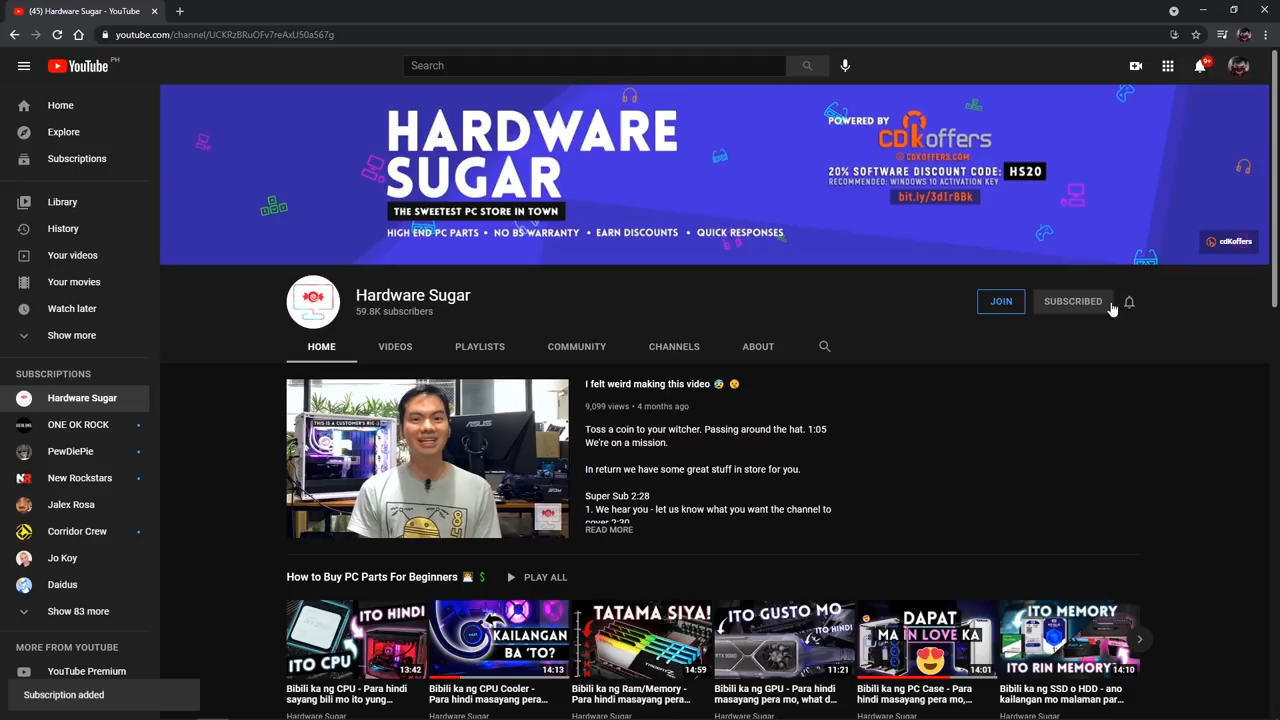 (45) Hardware Sugar - YouTube
youtube.com/channel/UCKRzBRuOFv7reAxU50a567g
YouTube PH
Search
9+
Home
Explore
Subscriptions
Library
History
Your videos
Your movies
Watch later
Show more
SUBSCRIPTIONS
Hardware Sugar
ONE OK ROCK
PewDiePie
New Rockstars
Jalex Rosa
Corridor Crew
Jo Koy
Daidus
Show 83 more
MORE FROM YOUTUBE
YouTube Premium
Subscription added
HARDWARE
SUGAR
THE SWEETEST PC STORE IN TOWN
HIGH END PC PARTS • NO BS WARRANTY • EARN DISCOUNTS • QUICK RESPONSES
POWERED BY
cdkoffers
@ CDKOFFERS.COM
20% SOFTWARE DISCOUNT CODE: HS20
RECOMMENDED: WINDOWS 10 ACTIVATION KEY
bit.ly/3dIrBBk
cdkoffers
Hardware Sugar
59.8K subscribers
JOIN
SUBSCRIBED
HOME
VIDEOS
PLAYLISTS
COMMUNITY
CHANNELS
ABOUT
THIS IS A CUSTOMER'S RIG :)
ASUS
I felt weird making this video 😰 😗
9,099 views • 4 months ago
Toss a coin to your witcher. Passing around the hat. 1:05
We're on a mission.
In return we have some great stuff in store for you.
Super Sub 2:28
1. We hear you - let us know what you want the channel to
cover 2:30
READ MORE
How to Buy PC Parts For Beginners 👨‍💻 💲
PLAY ALL
ITO HINDI
ITO CPU
13:42
Bibili ka ng CPU - Para hindi
sayang bili mo ito yung...
Hardware Sugar
KAILANGAN
BA 'TO?
14:13
Bibili ka ng CPU Cooler -
Para hindi masayang pera...
Hardware Sugar
TATAMA SIYA!
14:59
Bibili ka ng Ram/Memory -
Para hindi masayang pera...
Hardware Sugar
ITO GUSTO MO
ITO HINDI
11:21
Bibili ka ng GPU - Para hindi
masayang pera mo, what d...
Hardware Sugar
DAPAT
MA IN LOVE KA
14:01
Bibili ka ng PC Case - Para
hindi masayang pera mo,...
Hardware Sugar
ITO MEMORY
ITO RIN MEMORY
14:10
Bibili ka ng SSD o HDD - ano
kailangan mo malaman par...
Hardware Sugar